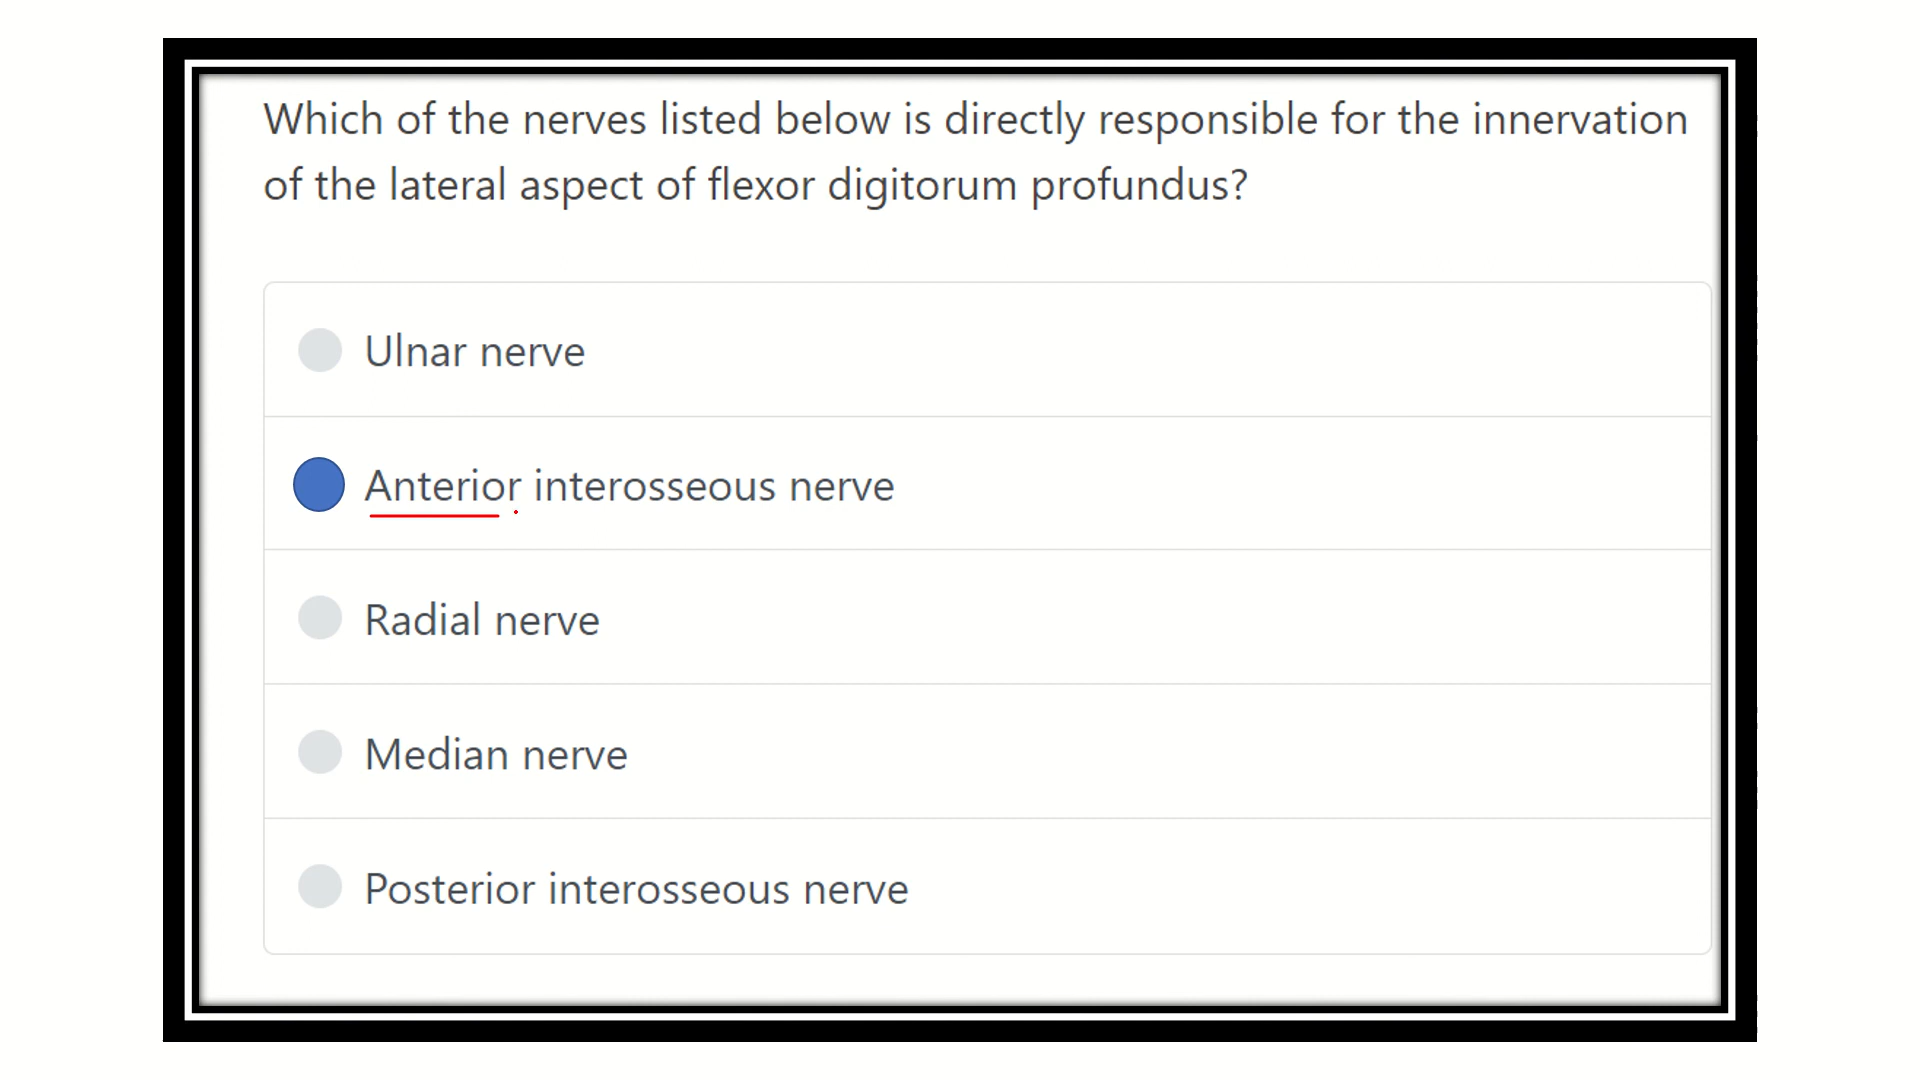 Which of the nerves listed below is directly responsible for the innervation
of the lateral aspect of flexor digitorum profundus?
Ulnar nerve
Anterior interosseous nerve
Radial nerve
Median nerve
Posterior interosseous nerve